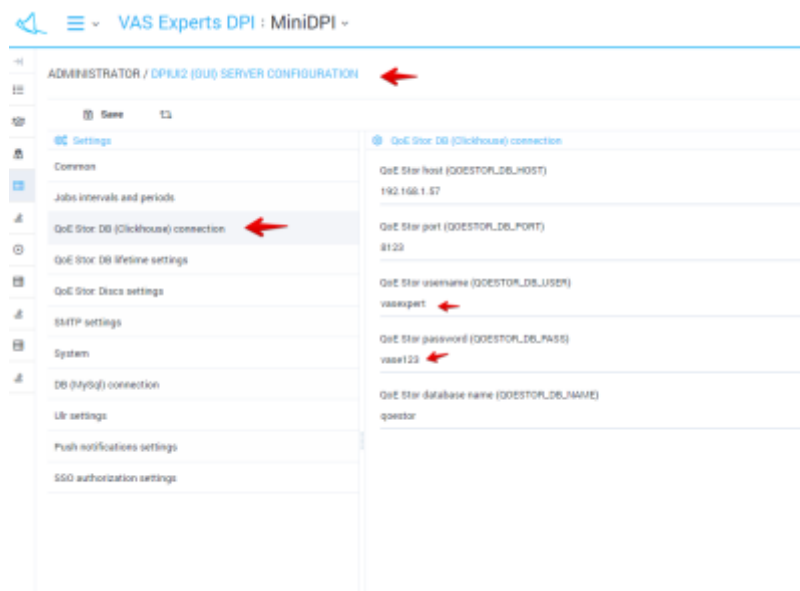 VAS Experts DPI : MiniDPI
ADMINISTRATOR / DPIUI2 (GUI) SERVER CONFIGURATION
Save
Settings
Common
Jobs intervals and periods
QoE Stor: DB (Clickhouse) connection
QoE Stor: DB lifetime settings
QoE Stor: Discs settings
SMTP settings
System
DB (MySql) connection
Ulr settings
Push notifications settings
SSO authorization settings
QoE Stor: DB (Clickhouse) connection
QoE Stor host (QOESTOR_DB_HOST)
192.168.1.57
QoE Stor port (QOESTOR_DB_PORT)
8123
QoE Stor username (QOESTOR_DB_USER)
vasexpert
QoE Stor password (QOESTOR_DB_PASS)
vase123
QoE Stor database name (QOESTOR_DB_NAME)
qoestor